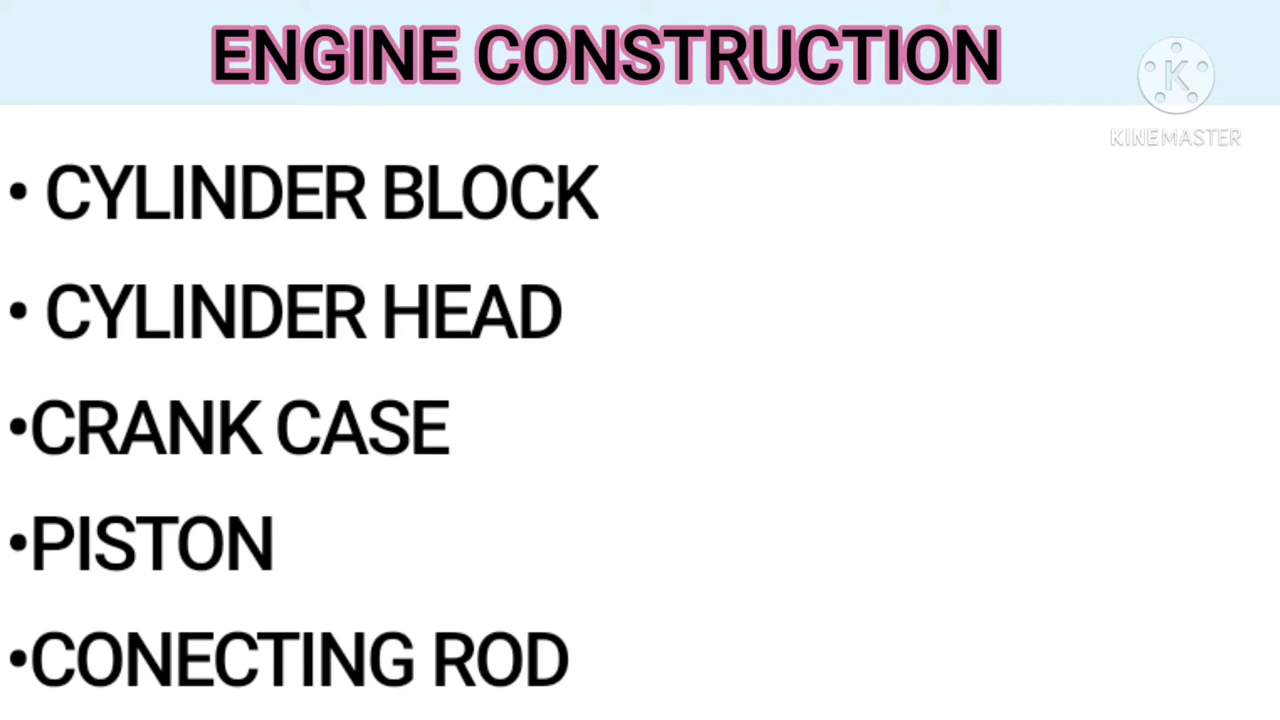 ENGINE CONSTRUCTION
K
KINEMASTER
• CYLINDER BLOCK
• CYLINDER HEAD
•CRANK CASE
•PISTON
•CONECTING ROD